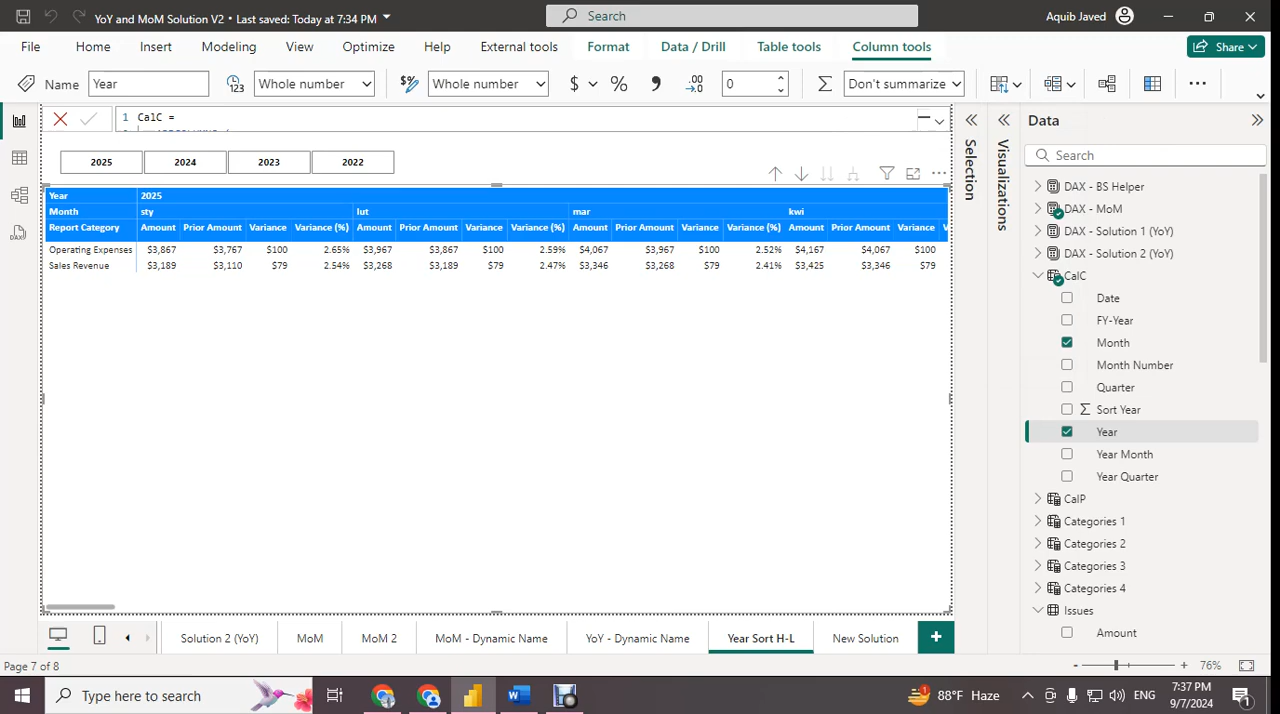 YoY and MoM Solution V2 • Last saved: Today at 7:34 PM
Search
Aquib Javed
File Home Insert Modeling View Optimize Help External tools Format Data / Drill Table tools Column tools
Share
Name Year
Whole number
Whole number
$ % , .00 0
Σ Don't summarize
1 CalC =
2025 2024 2023 2022
Year 2025
Month sty lut mar kwi
Report Category Amount Prior Amount Variance Variance (%) Amount Prior Amount Variance Variance (%) Amount Prior Amount Variance Variance (%) Amount Prior Amount Variance V
Operating Expenses $3,867 $3,767 $100 2.65% $3,967 $3,867 $100 2.59% $4,067 $3,967 $100 2.52% $4,167 $4,067 $100
Sales Revenue $3,189 $3,110 $79 2.54% $3,268 $3,189 $79 2.47% $3,346 $3,268 $79 2.41% $3,425 $3,346 $79
Selection
Visualizations
Data
Search
DAX - BS Helper
DAX - MoM
DAX - Solution 1 (YoY)
DAX - Solution 2 (YoY)
CalC
Date
FY-Year
Month
Month Number
Quarter
Σ Sort Year
Year
Year Month
Year Quarter
CalP
Categories 1
Categories 2
Categories 3
Categories 4
Issues
Amount
Solution 2 (YoY) MoM MoM 2 MoM - Dynamic Name YoY - Dynamic Name Year Sort H-L New Solution +
Page 7 of 8
- + 76%
Type here to search
88°F Haze
ENG
7:37 PM
9/7/2024
1